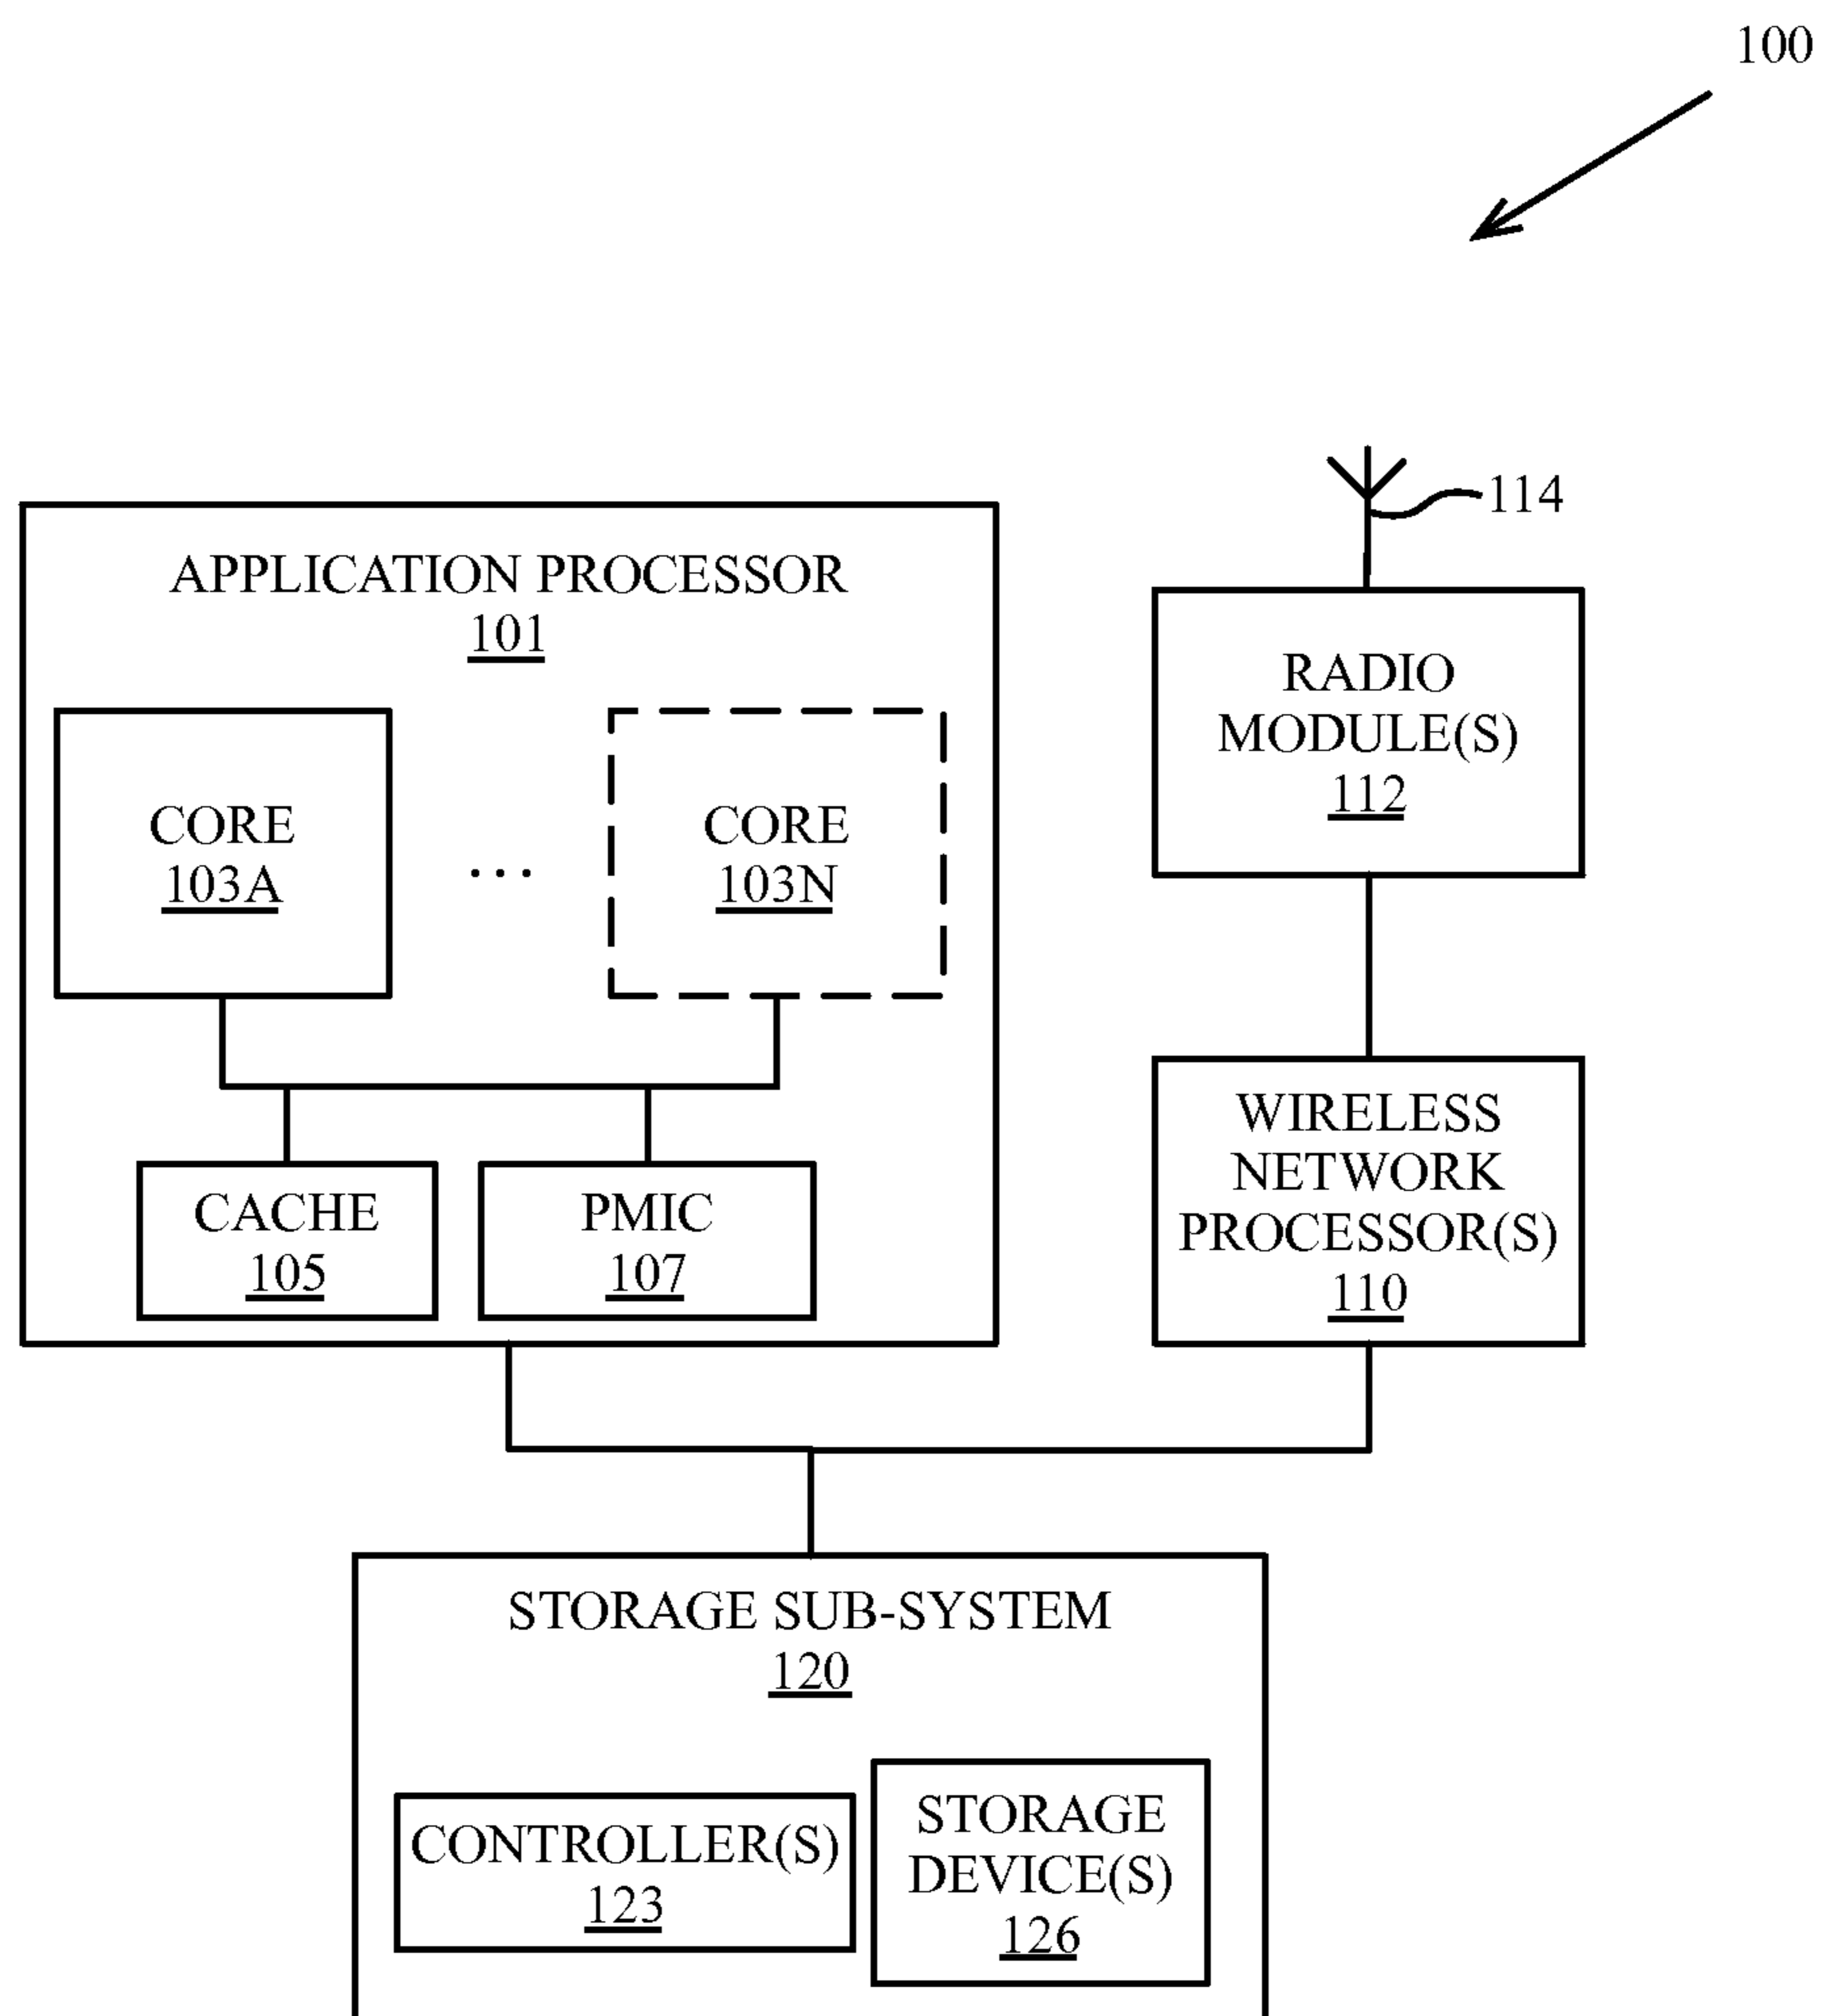 100
114
APPLICATION PROCESSOR
101
RADIO
MODULE(S)
112
CORE
103A
...
CORE
103N
WIRELESS
NETWORK
PROCESSOR(S)
110
CACHE
105
PMIC
107
STORAGE SUB-SYSTEM
120
CONTROLLER(S)
123
STORAGE
DEVICE(S)
126